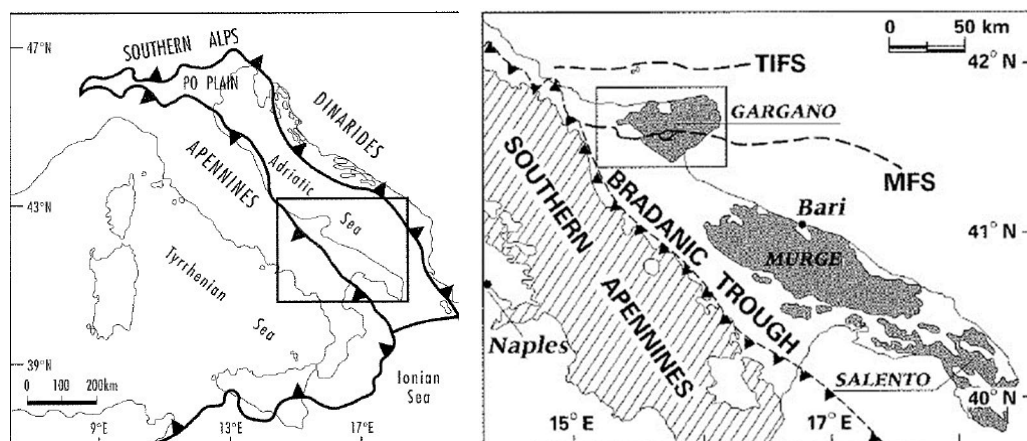 47°N
SOUTHERN ALPS
PO PLAIN
DINARIDES
APENNINES
Adriatic
Sea
43°N
Tyrrhenian
Sea
39°N
0 100 200km
Ionian
Sea
9°E
13°E
17°E
0 50 km
42° N
TIFS
GARGANO
MFS
SOUTHERN
APENNINES
BRADANIC TROUGH
Bari
41° N
MURGE
Naples
SALENTO
40° N
15° E
17° E